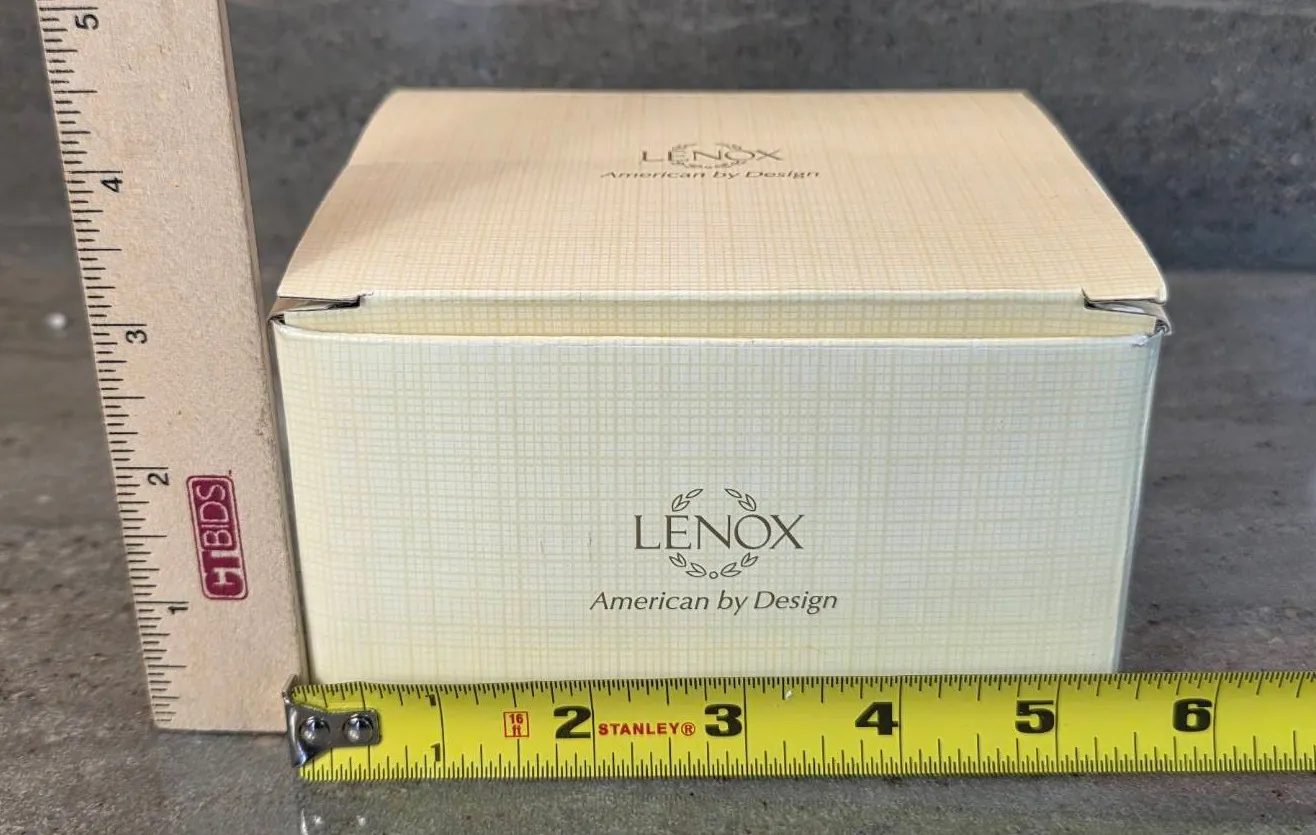 5
4
3
2
1
CTBIDS
LENOX
American by Design
LENOX
American by Design
1
16
ft
2 STANLEY® 3 4 5 6
1